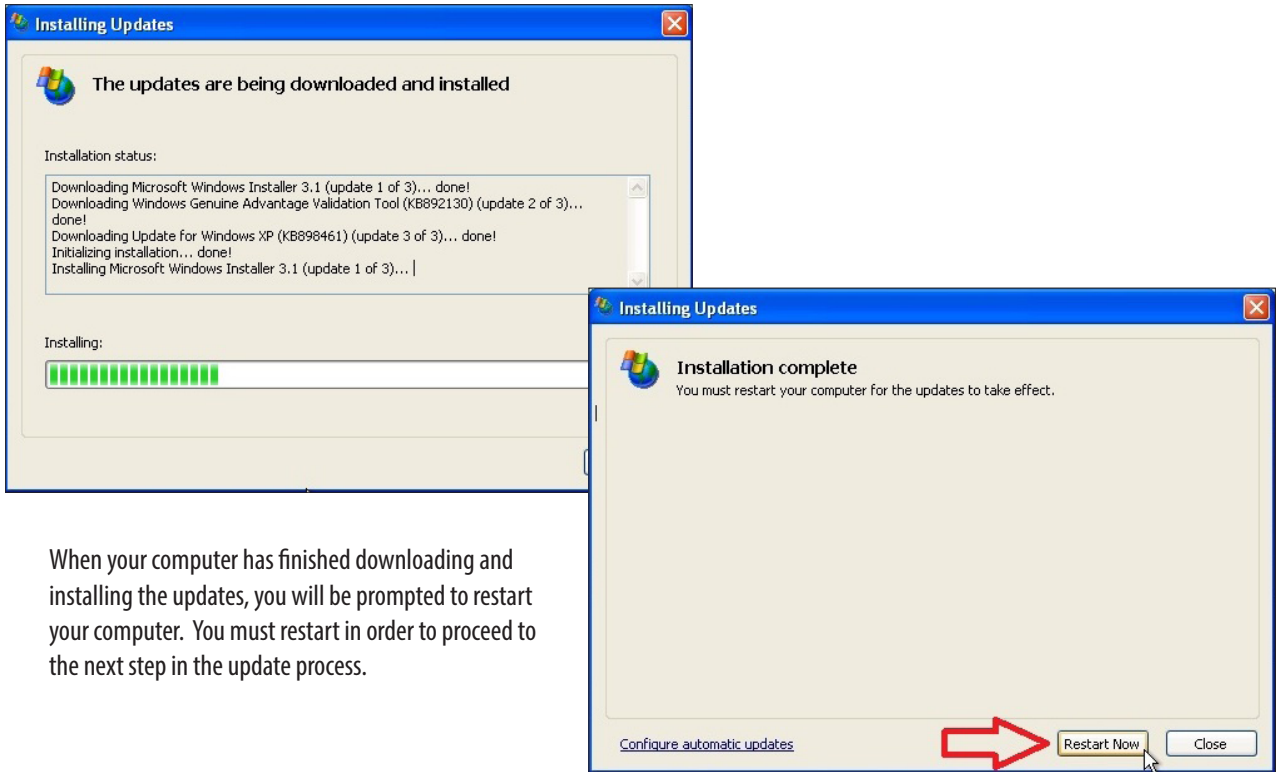 Installing Updates
The updates are being downloaded and installed
Installation status:
Downloading Microsoft Windows Installer 3.1 (update 1 of 3)... done!
Downloading Windows Genuine Advantage Validation Tool (KB892130) (update 2 of 3)...
done!
Downloading Update for Windows XP (KB898461) (update 3 of 3)... done!
Initializing installation... done!
Installing Microsoft Windows Installer 3.1 (update 1 of 3)...
Installing:
Installing Updates
Installation complete
You must restart your computer for the updates to take effect.
Configure automatic updates
Restart Now
Close
When your computer has finished downloading and
installing the updates, you will be prompted to restart
your computer.  You must restart in order to proceed to
the next step in the update process.